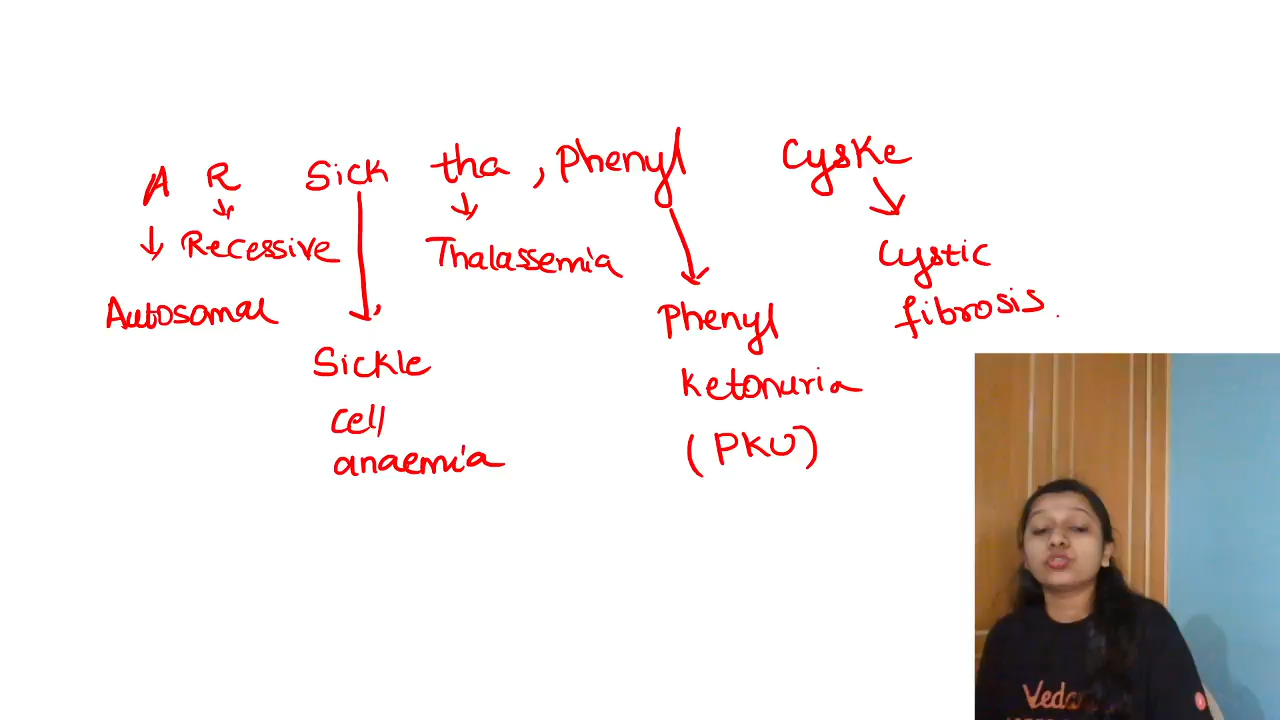 A R Sick tha , Phenyl Cyske
Recessive Thalassemia Cystic
Autosomal Phenyl fibrosis.
Sickle Ketonuria
cell (PKU)
anaemia